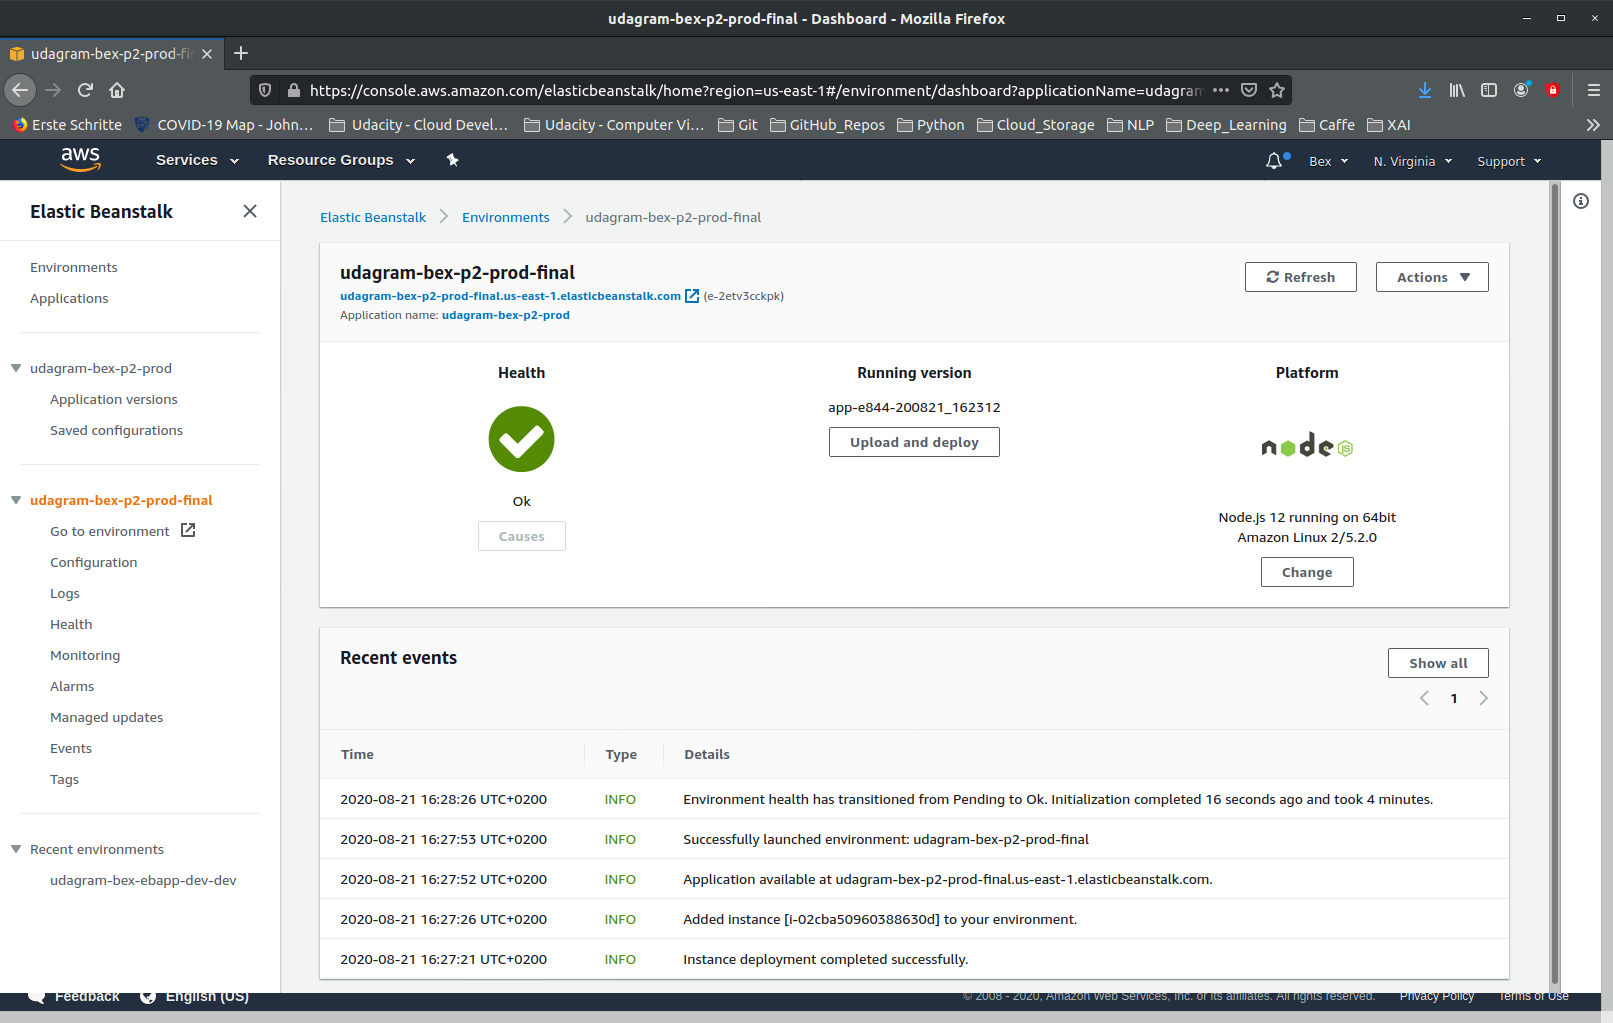 udagram-bex-p2-prod-final - Dashboard - Mozilla Firefox
udagram-bex-p2-prod-fin
https://console.aws.amazon.com/elasticbeanstalk/home?region=us-east-1#/environment/dashboard?applicationName=udagram
Erste Schritte COVID-19 Map - John... Udacity - Cloud Devel... Udacity - Computer Vi... Git GitHub_Repos Python Cloud_Storage NLP Deep_Learning Caffe XAI
aws Services Resource Groups Bex N. Virginia Support
Elastic Beanstalk
Environments
Applications
udagram-bex-p2-prod
Application versions
Saved configurations
udagram-bex-p2-prod-final
Go to environment
Configuration
Logs
Health
Monitoring
Alarms
Managed updates
Events
Tags
Recent environments
udagram-bex-ebapp-dev-dev
Elastic Beanstalk Environments udagram-bex-p2-prod-final
udagram-bex-p2-prod-final
udagram-bex-p2-prod-final.us-east-1.elasticbeanstalk.com (e-2etv3cckpk)
Application name: udagram-bex-p2-prod
Refresh Actions
Health
Ok
Causes
Running version
app-e844-200821_162312
Upload and deploy
Platform
node JS
Node.js 12 running on 64bit
Amazon Linux 2/5.2.0
Change
Recent events
Show all
1
Time Type Details
2020-08-21 16:28:26 UTC+0200 INFO Environment health has transitioned from Pending to Ok. Initialization completed 16 seconds ago and took 4 minutes.
2020-08-21 16:27:53 UTC+0200 INFO Successfully launched environment: udagram-bex-p2-prod-final
2020-08-21 16:27:52 UTC+0200 INFO Application available at udagram-bex-p2-prod-final.us-east-1.elasticbeanstalk.com.
2020-08-21 16:27:26 UTC+0200 INFO Added instance [i-02cba50960388630d] to your environment.
2020-08-21 16:27:21 UTC+0200 INFO Instance deployment completed successfully.
Feedback English (US) © 2008 - 2020, Amazon Web Services, Inc. or its affiliates. All rights reserved. Privacy Policy Terms of Use